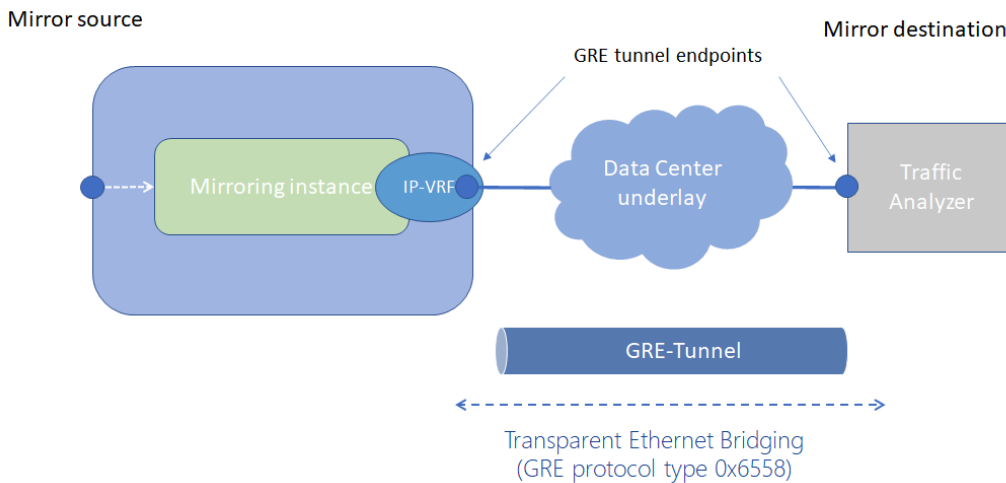 Mirror source
Mirror destination
GRE tunnel endpoints
Mirroring instance
IP-VRF
Data Center
underlay
Traffic
Analyzer
GRE-Tunnel
Transparent Ethernet Bridging
(GRE protocol type 0x6558)